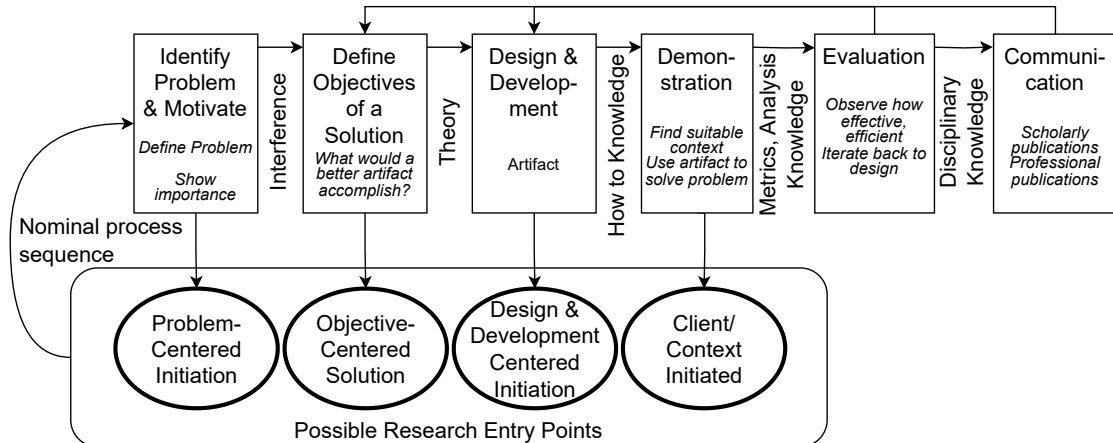 Identify
Problem
& Motivate
Define Problem
Show
importance
Interference
Define
Objectives
of a
Solution
What would a
better artifact
accomplish?
Theory
Design &
Develop-
ment
Artifact
How to Knowledge
Demon-
stration
Find suitable
context
Use artifact to
solve problem
Metrics, Analysis
Knowledge
Evaluation
Observe how
effective,
efficient
Iterate back to
design
Disciplinary
Knowledge
Communi-
cation
Scholarly
publications
Professional
publications
Nominal process
sequence
Problem-
Centered
Initiation
Objective-
Centered
Solution
Design &
Development
Centered
Initiation
Client/
Context
Initiated
Possible Research Entry Points